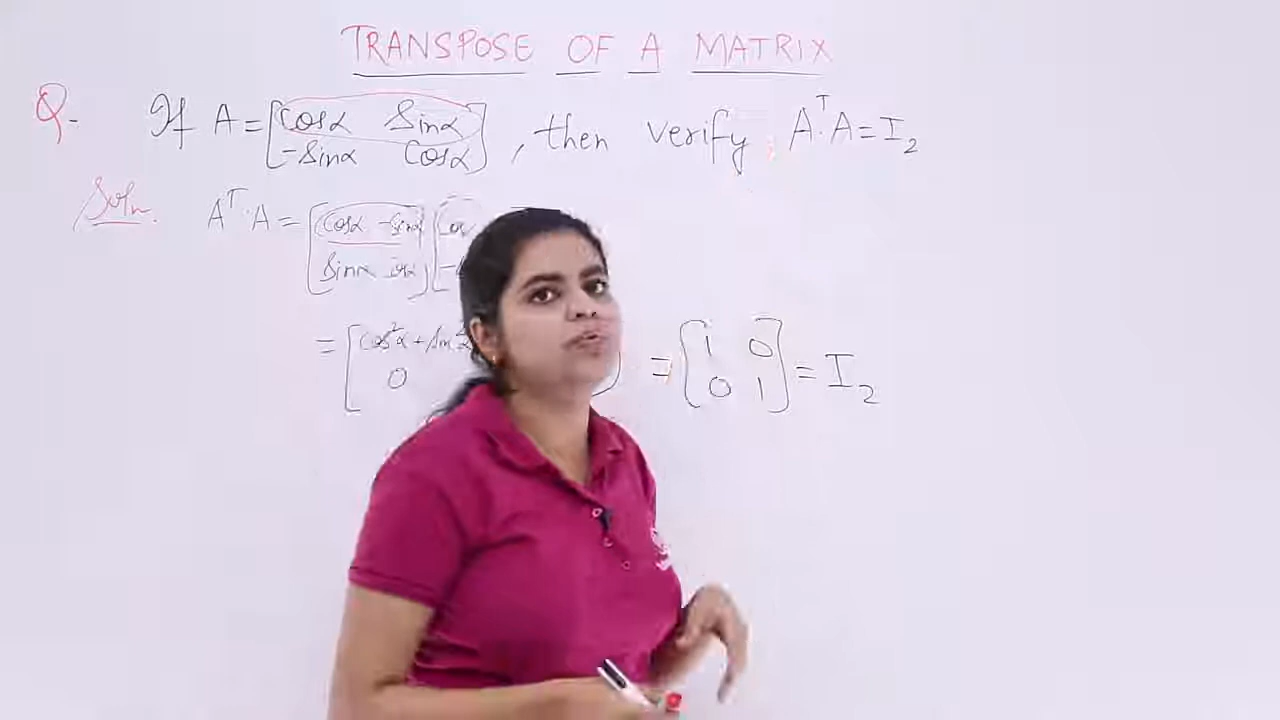 TRANSPOSE OF A MATRIX
Q. If A = [cosα sinα
-sinα cosα], then verify A^T·A = I₂
Soln. A^T·A = [cosα -sinα
sinα cosα]
= [cos²α + sin²α
0 ] = [1 0
0 1] = I₂